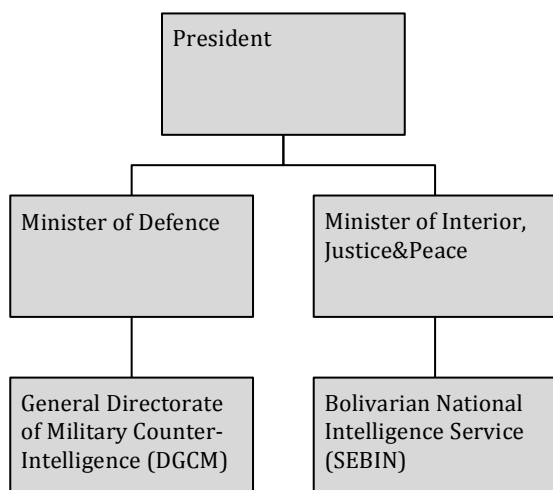 President
Minister of Defence
Minister of Interior,
Justice&Peace
General Directorate
of Military Counter-
Intelligence (DGCM)
Bolivarian National
Intelligence Service
(SEBIN)